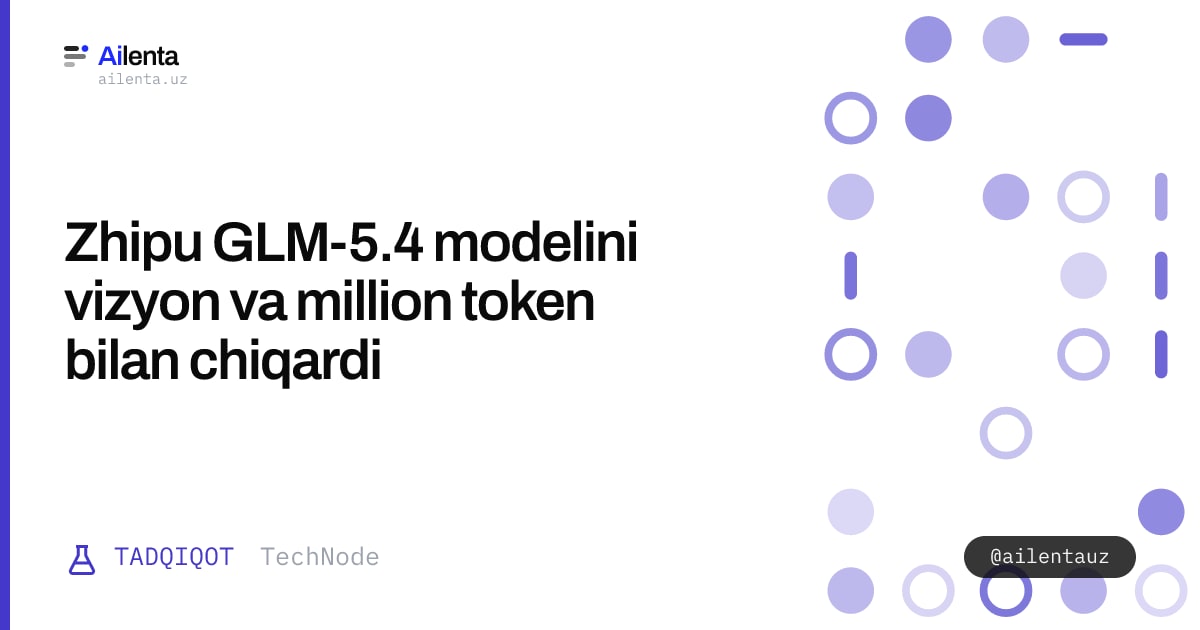 Ailenta
ailenta.uz
Zhipu GLM-5.4 modelini
vizyon va million token
bilan chiqardi
TADQIQOT TechNode
@ailentauz